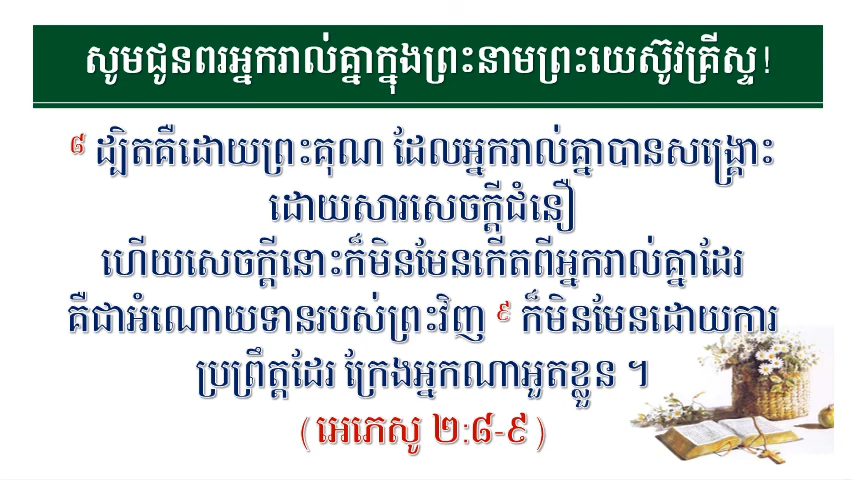 សូមជូនពរអ្នករាល់គ្នាក្នុងព្រះនាមព្រះយេស៊ូវគ្រីស្ទ!
៨ ដ្បិតគឺដោយព្រះគុណ ដែលអ្នករាល់គ្នាបានសង្គ្រោះ
ដោយសារសេចក្ដីជំនឿ
ហើយសេចក្ដីនោះក៏មិនមែនកើតពីអ្នករាល់គ្នាដែរ
គឺជាអំណោយទានរបស់ព្រះវិញ ៩ ក៏មិនមែនដោយការ
ប្រព្រឹត្តដែរ ក្រែងអ្នកណាអួតខ្លួន ។
(អេភេសូ ២:៨-៩)